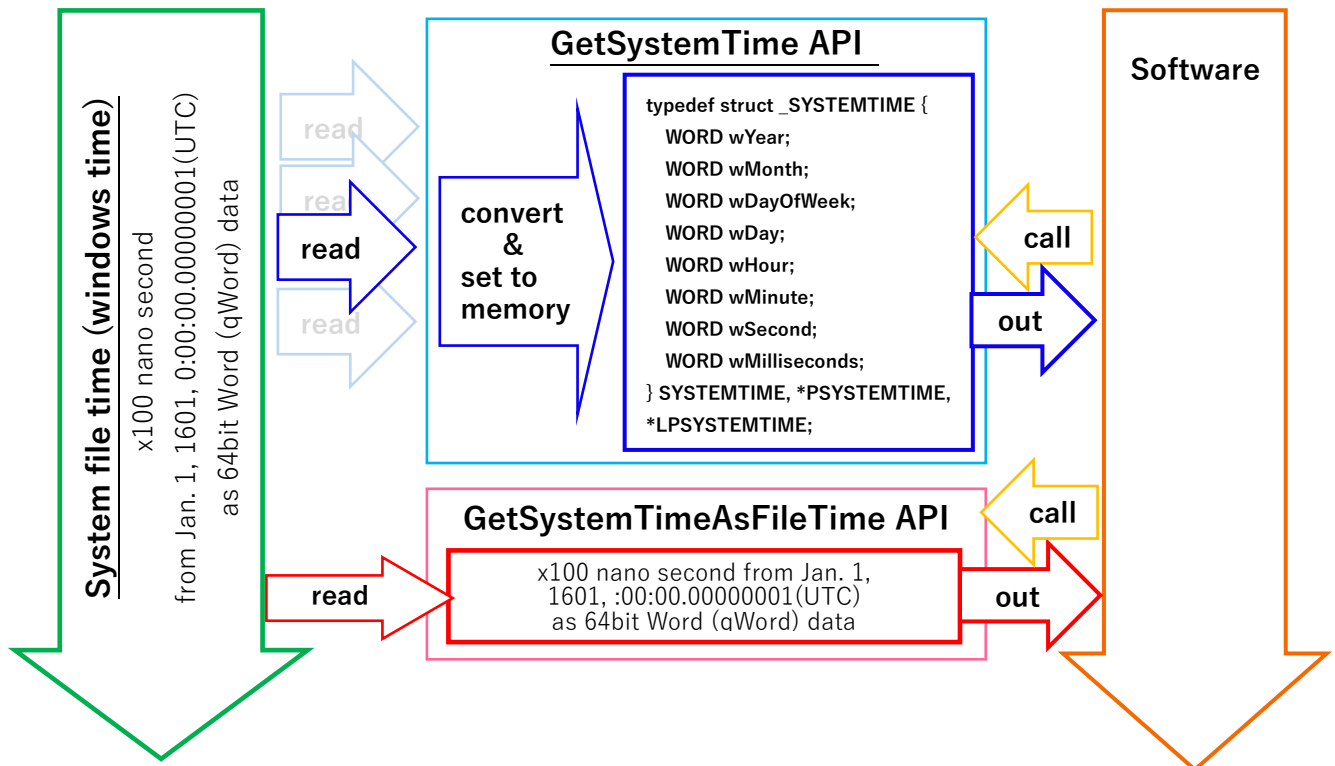 System file time (windows time)
x100 nano second
from Jan. 1, 1601, 0:00:00.00000001(UTC)
as 64bit Word (qWord) data
read
read
read
read
GetSystemTime API
convert
&
set to
memory
typedef struct _SYSTEMTIME {
WORD wYear;
WORD wMonth;
WORD wDayOfWeek;
WORD wDay;
WORD wHour;
WORD wMinute;
WORD wSecond;
WORD wMilliseconds;
} SYSTEMTIME, *PSYSTEMTIME,
*LPSYSTEMTIME;
call
out
Software
GetSystemTimeAsFileTime API
read
x100 nano second from Jan. 1,
1601, :00:00.00000001(UTC)
as 64bit Word (qWord) data
call
out